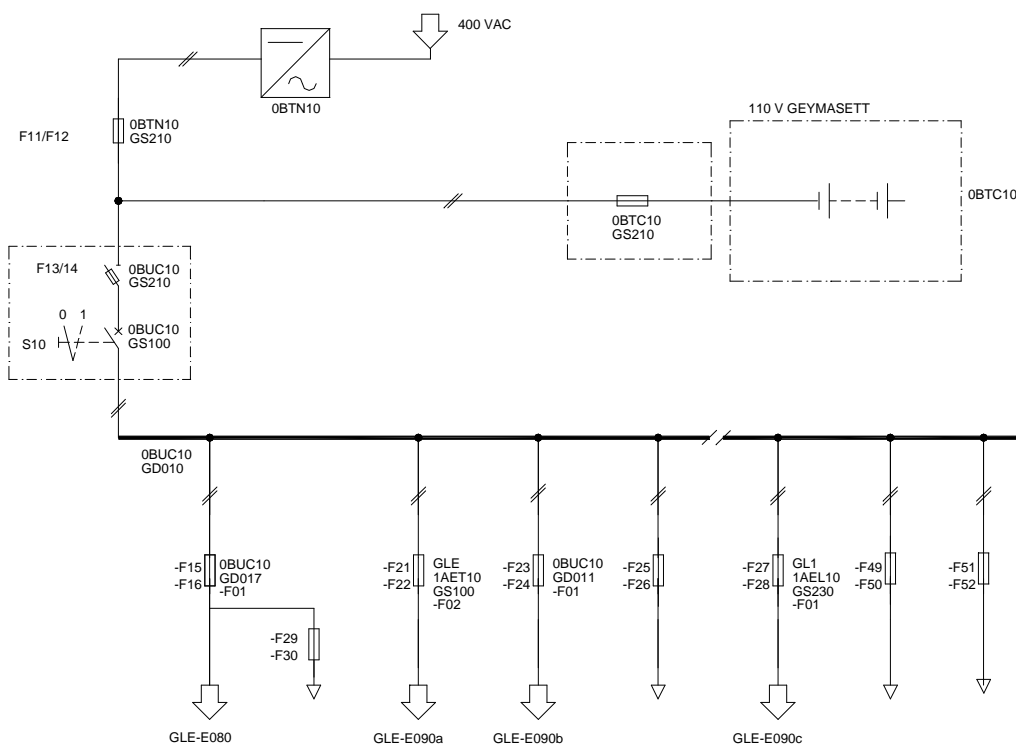 400 VAC
0BTN10
F11/F12
0BTN10
GS210
110 V GEYMASETT
0BTC10
0BTC10
GS210
F13/14
0BUC10
GS210
0 1
S10
0BUC10
GS100
0BUC10
GD010
-F15
-F16
0BUC10
GD017
-F01
-F21
-F22
GLE
1AET10
GS100
-F02
-F23
-F24
0BUC10
GD011
-F01
-F25
-F26
-F27
-F28
GL1
1AEL10
GS230
-F01
-F49
-F50
-F51
-F52
-F29
-F30
GLE-E080
GLE-E090a
GLE-E090b
GLE-E090c